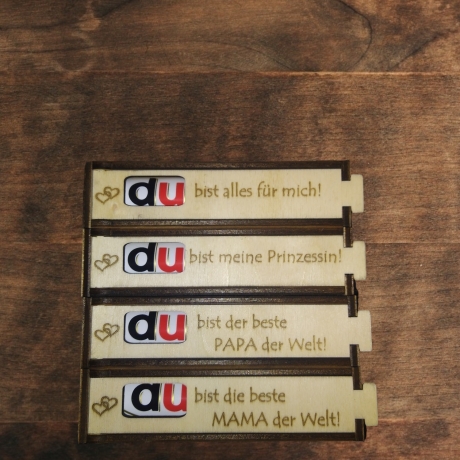 du bist alles für mich!
du bist meine Prinzessin!
du bist der beste
PAPA der Welt!
du bist die beste
MAMA der Welt!